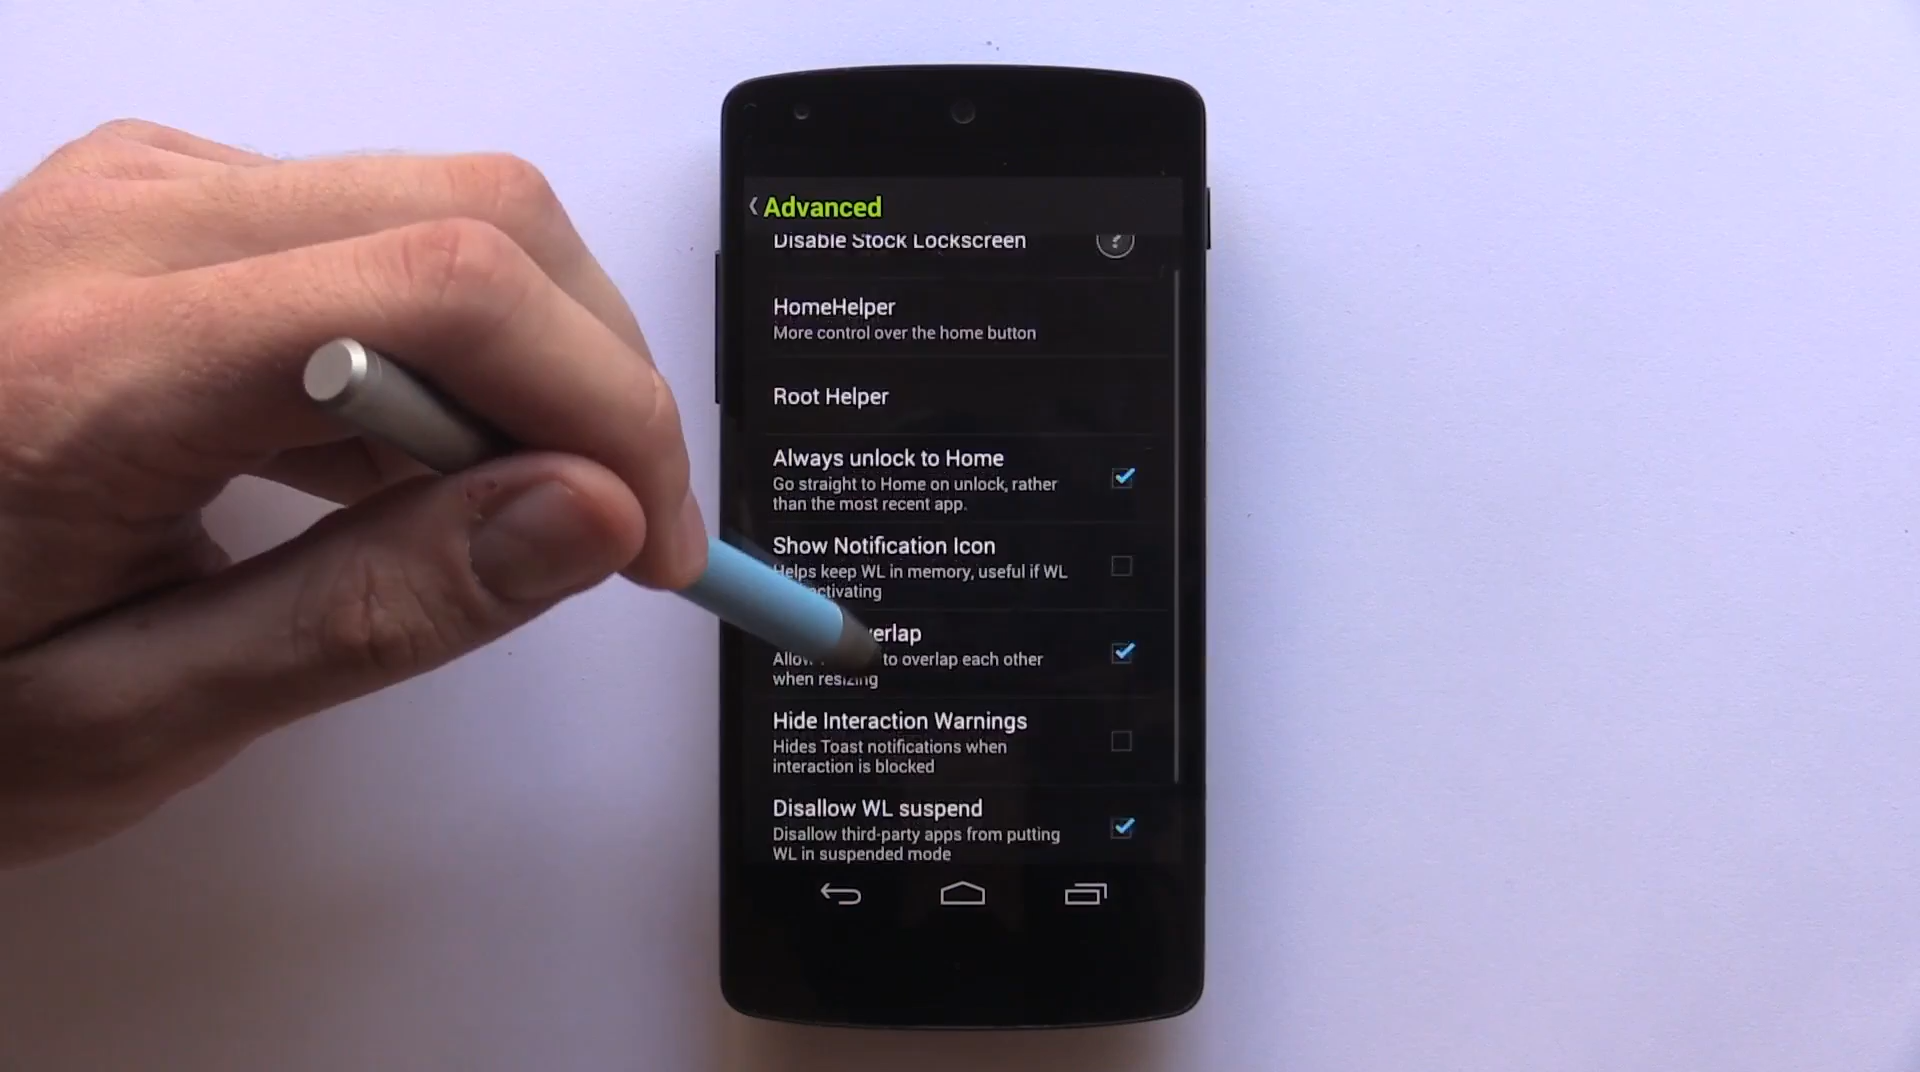 Advanced
Disable Stock Lockscreen
?
HomeHelper
More control over the home button
Root Helper
Always unlock to Home
Go straight to Home on unlock, rather
than the most recent app.
Show Notification Icon
Helps keep WL in memory, useful if WL
activating
to overlap each other
when resizing
Hide Interaction Warnings
Hides Toast notifications when
interaction is blocked
Disallow WL suspend
Disallow third-party apps from putting
WL in suspended mode